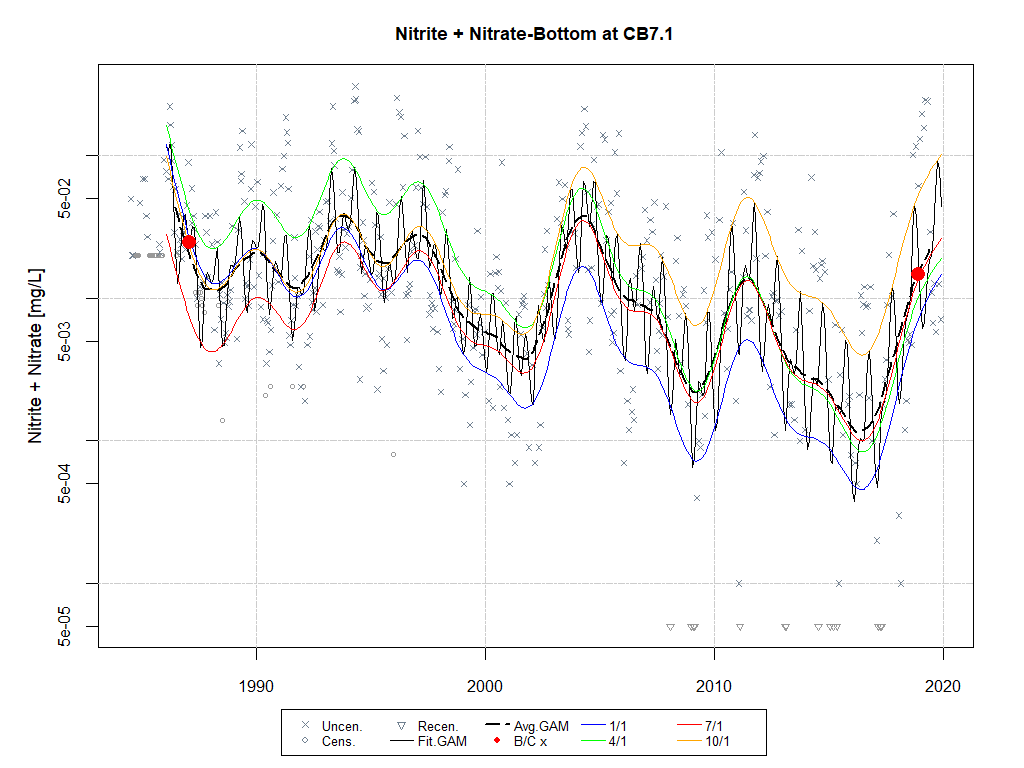 Nitrite + Nitrate-Bottom at CB7.1
Nitrite + Nitrate [mg/L]
5e-02
5e-03
5e-04
5e-05
1990 2000 2010 2020
Uncen. Recen. Avg.GAM 1/1 7/1
Cens. Fit.GAM B/C x 4/1 10/1